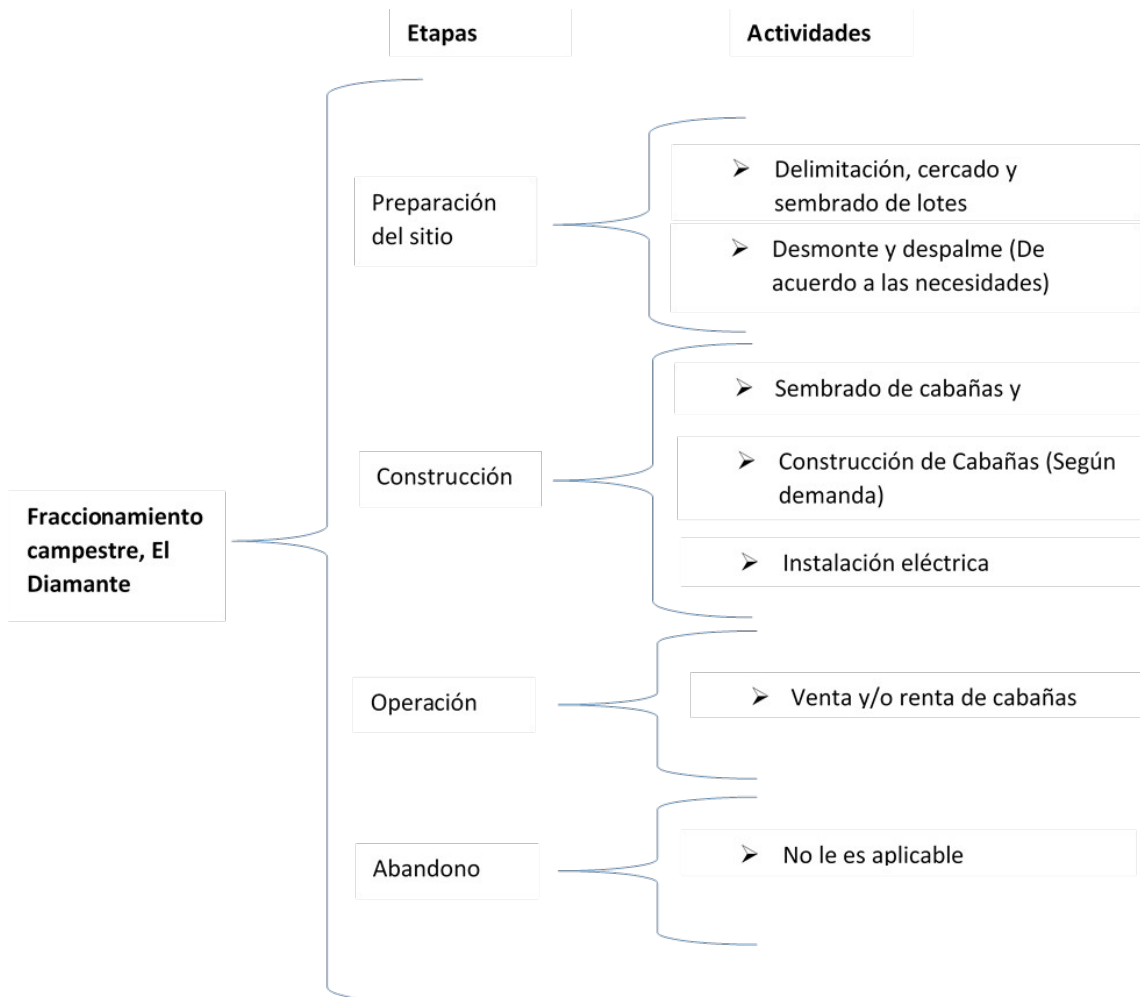 Etapas
Actividades
Preparación
del sitio
➢ Delimitación, cercado y
sembrado de lotes
➢ Desmonte y despalme (De
acuerdo a las necesidades)
Construcción
➢ Sembrado de cabañas y
➢ Construcción de Cabañas (Según
demanda)
➢ Instalación eléctrica
Fraccionamiento
campestre, El
Diamante
Operación
➢ Venta y/o renta de cabañas
Abandono
➢ No le es aplicable